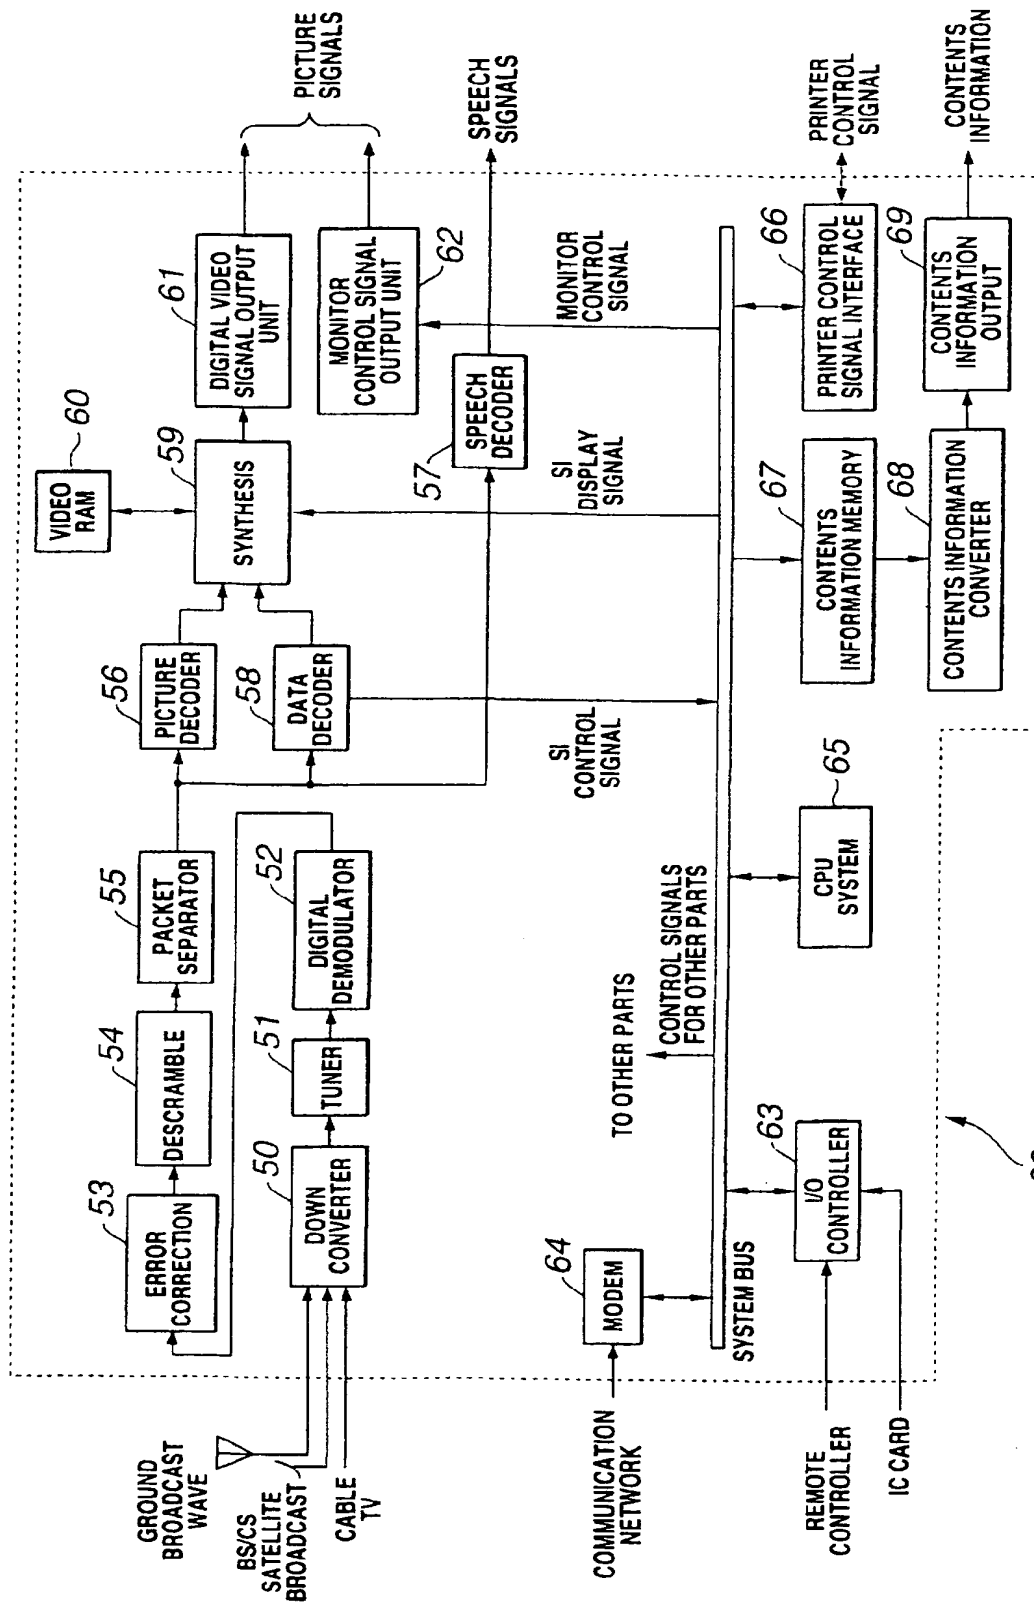 GROUND
BROADCAST
WAVE
BS/CS
SATELLITE
BROADCAST
CABLE
TV
53
ERROR
CORRECTION
54
DESCRAMBLE
55
PACKET
SEPARATOR
50
DOWN
CONVERTER
51
TUNER
52
DIGITAL
DEMODULATOR
56
PICTURE
DECODER
58
DATA
DECODER
60
VIDEO
RAM
59
SYNTHESIS
61
DIGITAL VIDEO
SIGNAL OUTPUT
UNIT
MONITOR
CONTROL SIGNAL
OUTPUT UNIT
62
PICTURE
SIGNALS
57
SPEECH
DECODER
SPEECH
SIGNALS
SI
CONTROL
SIGNAL
SI
DISPLAY
SIGNAL
MONITOR
CONTROL
SIGNAL
COMMUNICATION
NETWORK
64
MODEM
TO OTHER PARTS
CONTROL SIGNALS
FOR OTHER PARTS
SYSTEM BUS
REMOTE
CONTROLLER
IC CARD
63
I/O
CONTROLLER
65
CPU
SYSTEM
67
CONTENTS
INFORMATION MEMORY
66
PRINTER CONTROL
SIGNAL INTERFACE
PRINTER
CONTROL
SIGNAL
68
CONTENTS INFORMATION
CONVERTER
69
CONTENTS
INFORMATION
OUTPUT
CONTENTS
INFORMATION